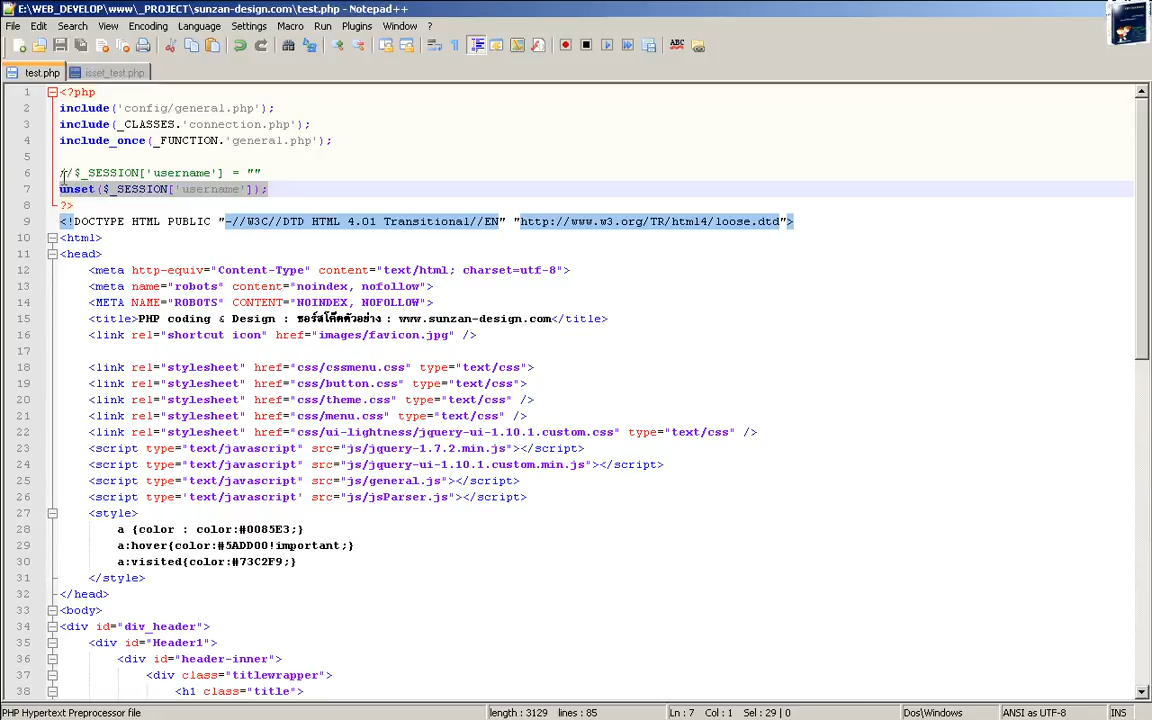 E:\WEB_DEVELOP\www\_PROJECT\sunzan-design.com\test.php - Notepad++
File Edit Search View Encoding Language Settings Macro Run Plugins Window ?
test.php isset_test.php
1 <?php
2 include('config/general.php');
3 include(_CLASSES.'connection.php');
4 include_once(_FUNCTION.'general.php');
5
6 //$_SESSION['username'] = ""
7 unset($_SESSION['username']);
8 ?>
9 <!DOCTYPE HTML PUBLIC "-//W3C//DTD HTML 4.01 Transitional//EN" "http://www.w3.org/TR/html4/loose.dtd">
10 <html>
11 <head>
12 <meta http-equiv="Content-Type" content="text/html; charset=utf-8">
13 <meta name="robots" content="noindex, nofollow">
14 <META NAME="ROBOTS" CONTENT="NOINDEX, NOFOLLOW">
15 <title>PHP coding & Design : ซอร์สโค๊ดตัวอย่าง : www.sunzan-design.com</title>
16 <link rel="shortcut icon" href="images/favicon.jpg" />
17
18 <link rel="stylesheet" href="css/cssmenu.css" type="text/css">
19 <link rel="stylesheet" href="css/button.css" type="text/css">
20 <link rel="stylesheet" href="css/theme.css" type="text/css" />
21 <link rel="stylesheet" href="css/menu.css" type="text/css" />
22 <link rel="stylesheet" href="css/ui-lightness/jquery-ui-1.10.1.custom.css" type="text/css" />
23 <script type="text/javascript" src="js/jquery-1.7.2.min.js"></script>
24 <script type="text/javascript" src="js/jquery-ui-1.10.1.custom.min.js"></script>
25 <script type="text/javascript" src="js/general.js"></script>
26 <script type='text/javascript' src="js/jsParser.js"></script>
27 <style>
28 a {color : color:#0085E3;}
29 a:hover{color:#5ADD00!important;}
30 a:visited{color:#73C2F9;}
31 </style>
32 </head>
33 <body>
34 <div id="div_header">
35 <div id="Header1">
36 <div id="header-inner">
37 <div class="titlewrapper">
38 <h1 class="title">
PHP Hypertext Preprocessor file length : 3129 lines : 85 Ln : 7 Col : 1 Sel : 29 | 0 Dos\Windows ANSI as UTF-8 INS